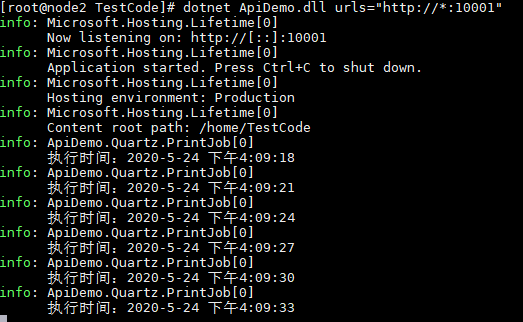 [root@node2 TestCode]# dotnet ApiDemo.dll urls="http://*:10001"
info: Microsoft.Hosting.Lifetime[0]
Now listening on: http://[::]:10001
info: Microsoft.Hosting.Lifetime[0]
Application started. Press Ctrl+C to shut down.
info: Microsoft.Hosting.Lifetime[0]
Hosting environment: Production
info: Microsoft.Hosting.Lifetime[0]
Content root path: /home/TestCode
info: ApiDemo.Quartz.PrintJob[0]
执行时间：2020-5-24 下午4:09:18
info: ApiDemo.Quartz.PrintJob[0]
执行时间：2020-5-24 下午4:09:21
info: ApiDemo.Quartz.PrintJob[0]
执行时间：2020-5-24 下午4:09:24
info: ApiDemo.Quartz.PrintJob[0]
执行时间：2020-5-24 下午4:09:27
info: ApiDemo.Quartz.PrintJob[0]
执行时间：2020-5-24 下午4:09:30
info: ApiDemo.Quartz.PrintJob[0]
执行时间：2020-5-24 下午4:09:33